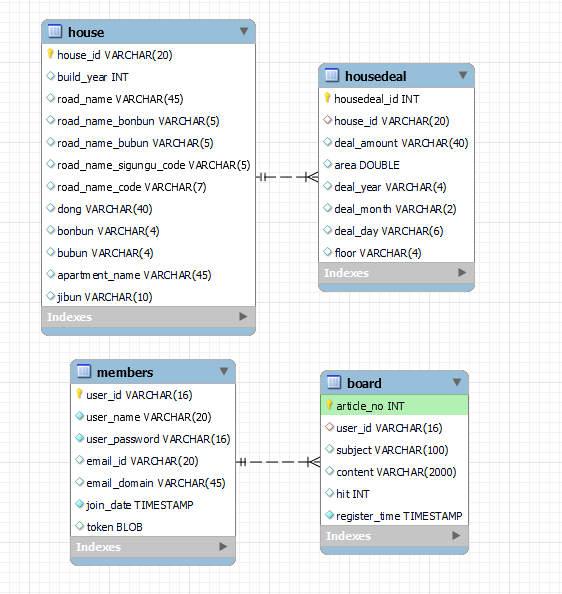 house
house_id VARCHAR(20)
build_year INT
road_name VARCHAR(45)
road_name_bonbun VARCHAR(5)
road_name_bubun VARCHAR(5)
road_name_sigungu_code VARCHAR(5)
road_name_code VARCHAR(7)
dong VARCHAR(40)
bonbun VARCHAR(4)
bubun VARCHAR(4)
apartment_name VARCHAR(45)
jibun VARCHAR(10)
Indexes
housedeal
housedeal_id INT
house_id VARCHAR(20)
deal_amount VARCHAR(40)
area DOUBLE
deal_year VARCHAR(4)
deal_month VARCHAR(2)
deal_day VARCHAR(6)
floor VARCHAR(4)
Indexes
members
user_id VARCHAR(16)
user_name VARCHAR(20)
user_password VARCHAR(16)
email_id VARCHAR(20)
email_domain VARCHAR(45)
join_date TIMESTAMP
token BLOB
Indexes
board
article_no INT
user_id VARCHAR(16)
subject VARCHAR(100)
content VARCHAR(2000)
hit INT
register_time TIMESTAMP
Indexes